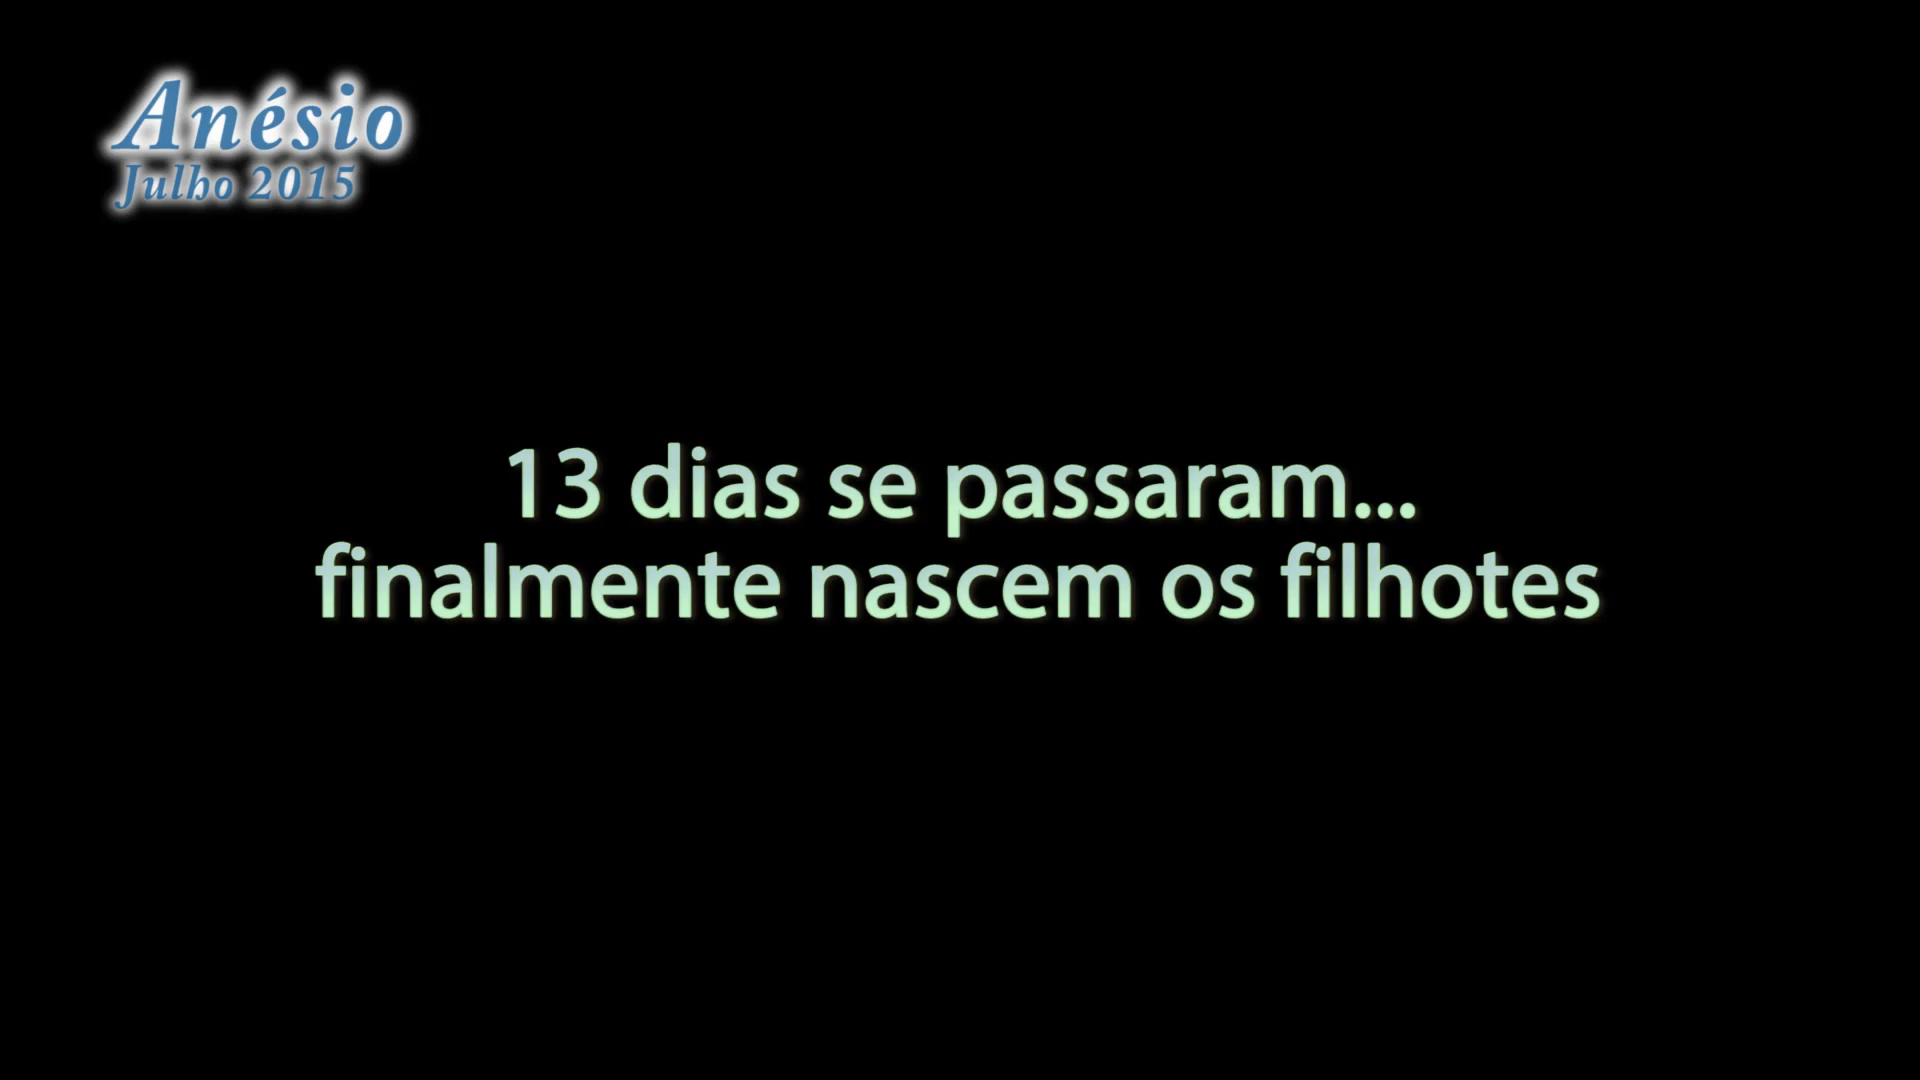 Anésio
Julho 2015
13 dias se passaram...
finalmente nascem os filhotes